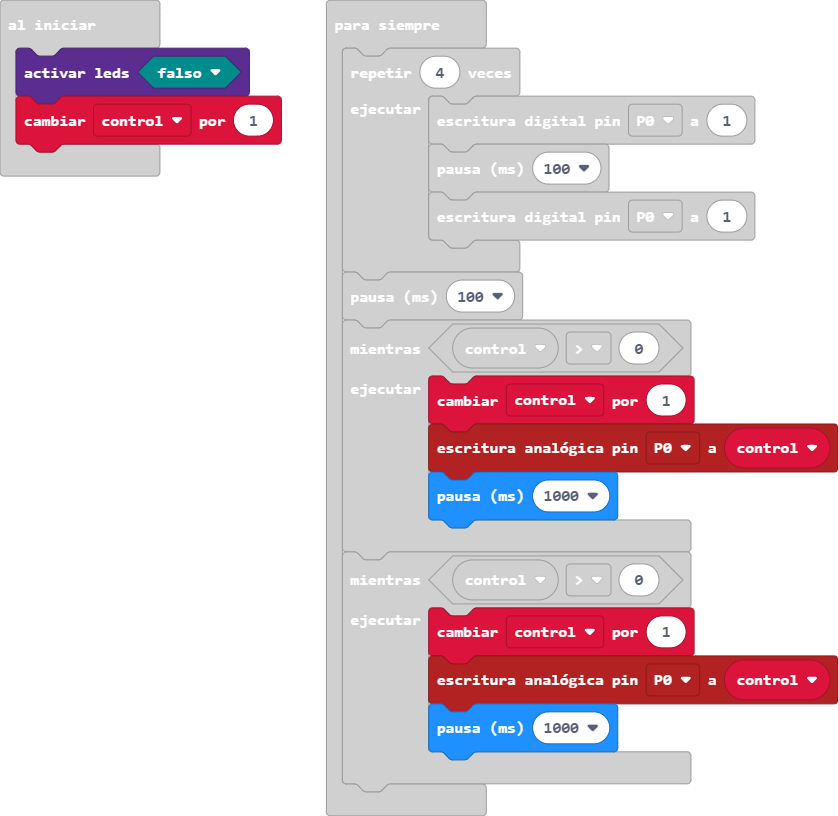 al iniciar
activar leds falso
cambiar control por 1
para siempre
repetir 4 veces
ejecutar
escritura digital pin P0 a 1
pausa (ms) 100
escritura digital pin P0 a 1
pausa (ms) 100
mientras control > 0
ejecutar
cambiar control por 1
escritura analógica pin P0 a control
pausa (ms) 1000
mientras control > 0
ejecutar
cambiar control por 1
escritura analógica pin P0 a control
pausa (ms) 1000